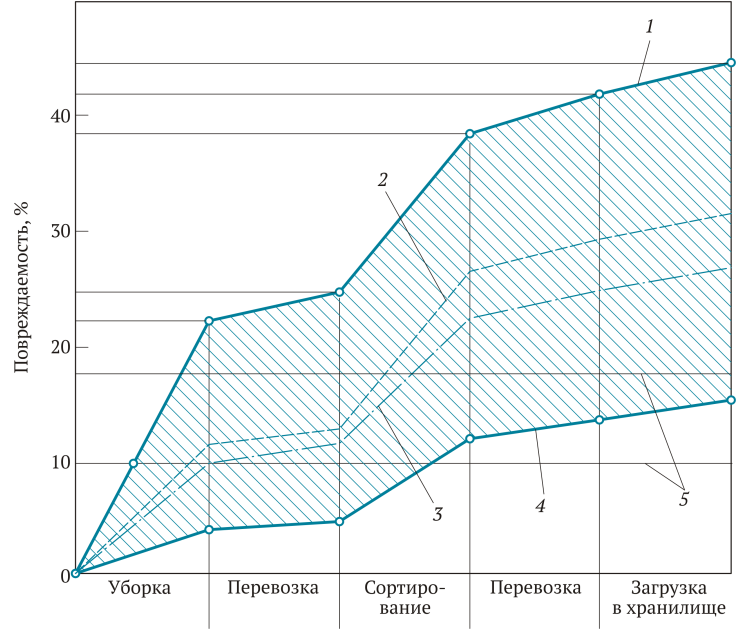 Повреждаемость, %
1
40
2
30
20
10
3
4
5
0
Уборка
Перевозка
Сортиро-
вание
Перевозка
Загрузка
в хранилище